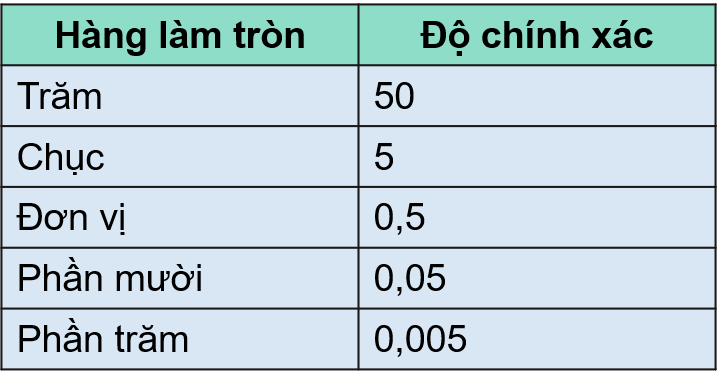 Hàng làm tròn Độ chính xác
Trăm 50
Chục 5
Đơn vị 0,5
Phần mười 0,05
Phần trăm 0,005